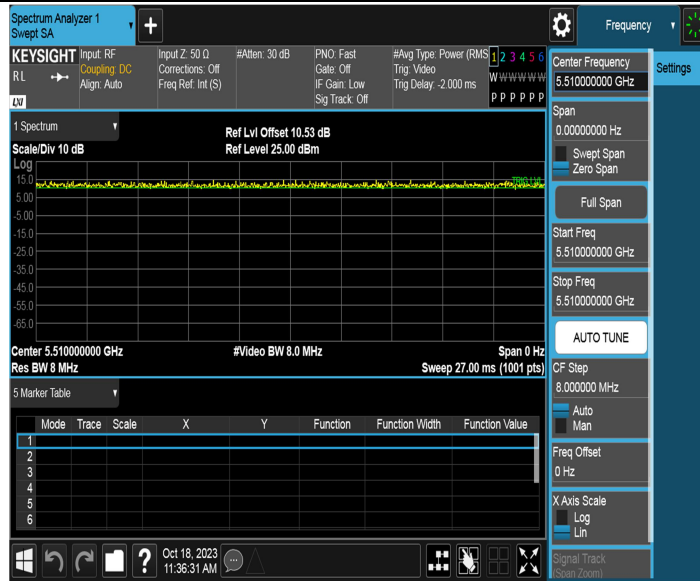 Spectrum Analyzer 1
Swept SA
Frequency
KEYSIGHT
RL
LXI
Input: RF
Coupling: DC
Align: Auto
Input Z: 50 Ω
Corrections: Off
Freq Ref: Int (S)
#Atten: 30 dB
PNO: Fast
Gate: Off
IF Gain: Low
Sig Track: Off
#Avg Type: Power (RMS
Trig: Video
Trig Delay: -2.000 ms
1 2 3 4 5 6
W W W W W W
P P P P P P
Center Frequency
5.510000000 GHz
Settings
Span
0.00000000 Hz
Swept Span
Zero Span
Full Span
Start Freq
5.510000000 GHz
Stop Freq
5.510000000 GHz
AUTO TUNE
CF Step
8.000000 MHz
Auto
Man
Freq Offset
0 Hz
X Axis Scale
Log
Lin
Signal Track
(Span Zoom)
1 Spectrum
Scale/Div 10 dB
Ref Lvl Offset 10.53 dB
Ref Level 25.00 dBm
Log
15.0
TRIG LVL
5.00
-5.00
-15.0
-25.0
-35.0
-45.0
-55.0
-65.0
Center 5.510000000 GHz
#Video BW 8.0 MHz
Span 0 Hz
Res BW 8 MHz
Sweep 27.00 ms (1001 pts)
5 Marker Table
Mode Trace Scale X Y Function Function Width Function Value
1
2
3
4
5
6
?
Oct 18, 2023
11:36:31 AM